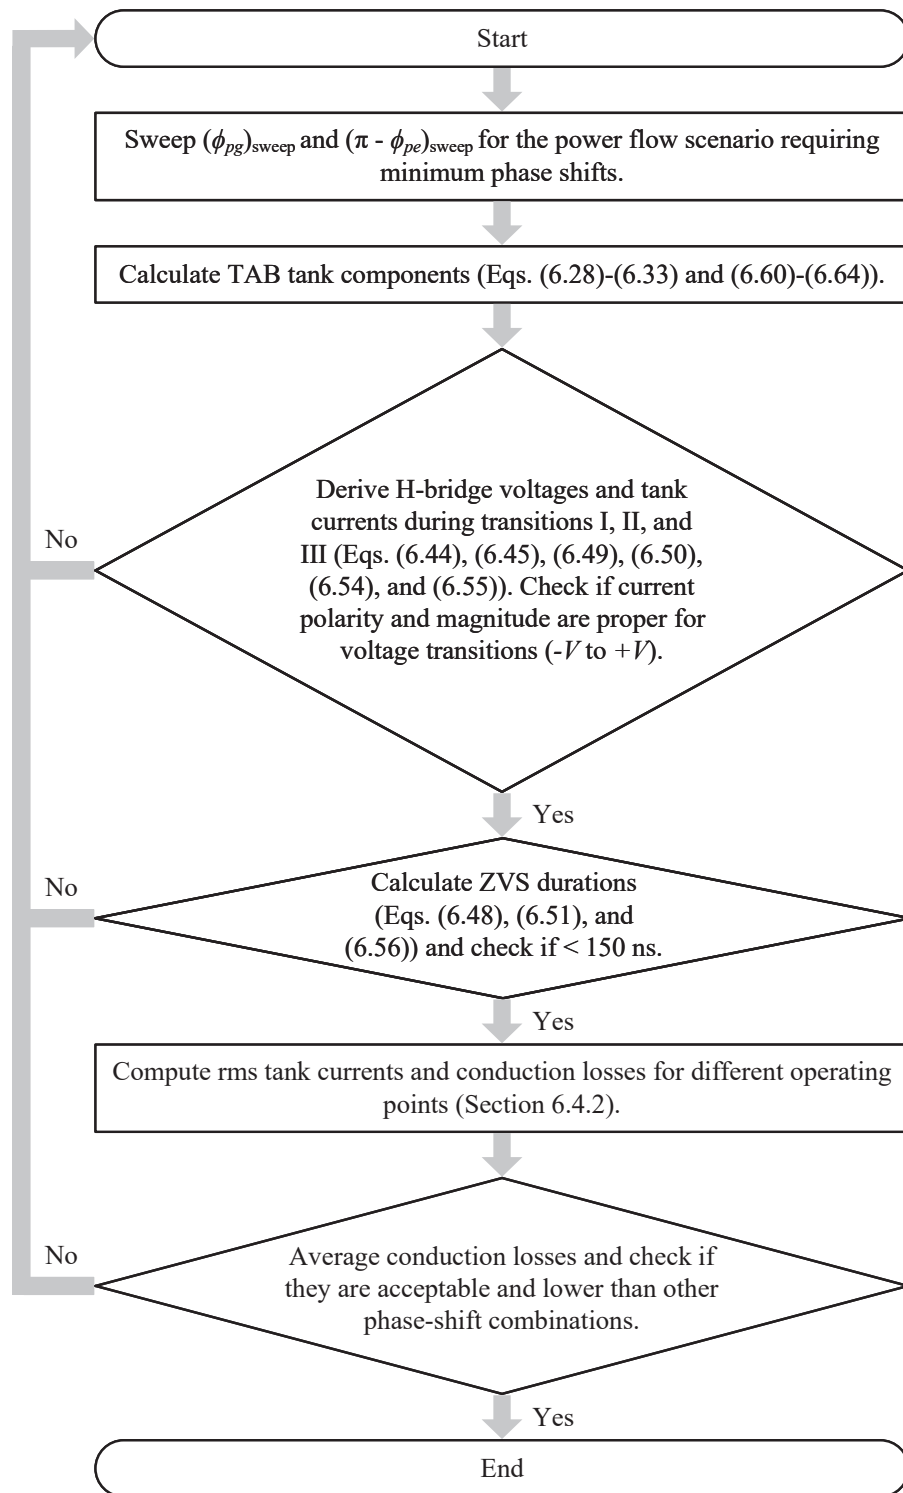 Start
Sweep (ϕpg)sweep and (π - ϕpe)sweep for the power flow scenario requiring
minimum phase shifts.
Calculate TAB tank components (Eqs. (6.28)-(6.33) and (6.60)-(6.64)).
Derive H-bridge voltages and tank
currents during transitions I, II, and
III (Eqs. (6.44), (6.45), (6.49), (6.50),
(6.54), and (6.55)). Check if current
polarity and magnitude are proper for
voltage transitions (-V to +V).
No
Yes
Calculate ZVS durations
(Eqs. (6.48), (6.51), and
(6.56)) and check if < 150 ns.
No
Yes
Compute rms tank currents and conduction losses for different operating
points (Section 6.4.2).
Average conduction losses and check if
they are acceptable and lower than other
phase-shift combinations.
No
Yes
End